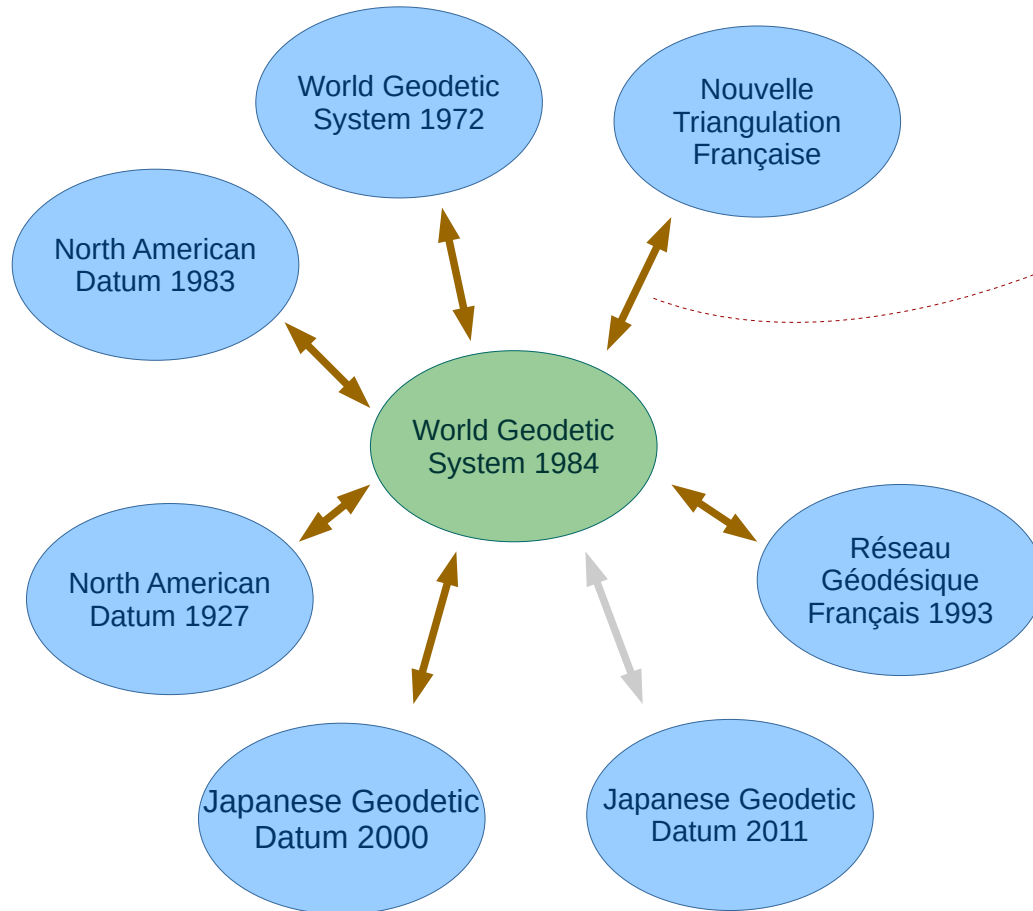 World Geodetic
System 1972
Nouvelle
Triangulation
Française
North American
Datum 1983
World Geodetic
System 1984
North American
Datum 1927
Réseau
Géodésique
Français 1993
Japanese Geodetic
Datum 2000
Japanese Geodetic
Datum 2011